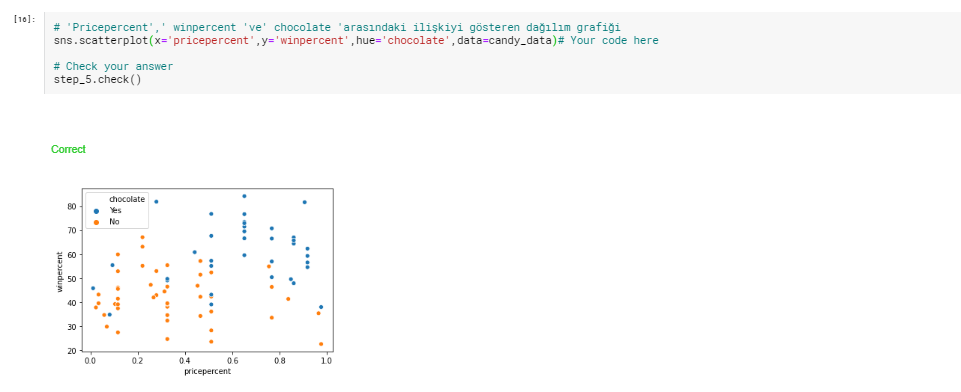 [16]:
# 'Pricepercent',' winpercent 've' chocolate 'arasındaki ilişkiyi gösteren dağılım grafiği
sns.scatterplot(x='pricepercent',y='winpercent',hue='chocolate',data=candy_data)# Your code here
# Check your answer
step_5.check()
Correct
chocolate
Yes
No
80
70
60
50
40
30
20
winpercent
0.0 0.2 0.4 0.6 0.8 1.0
pricepercent